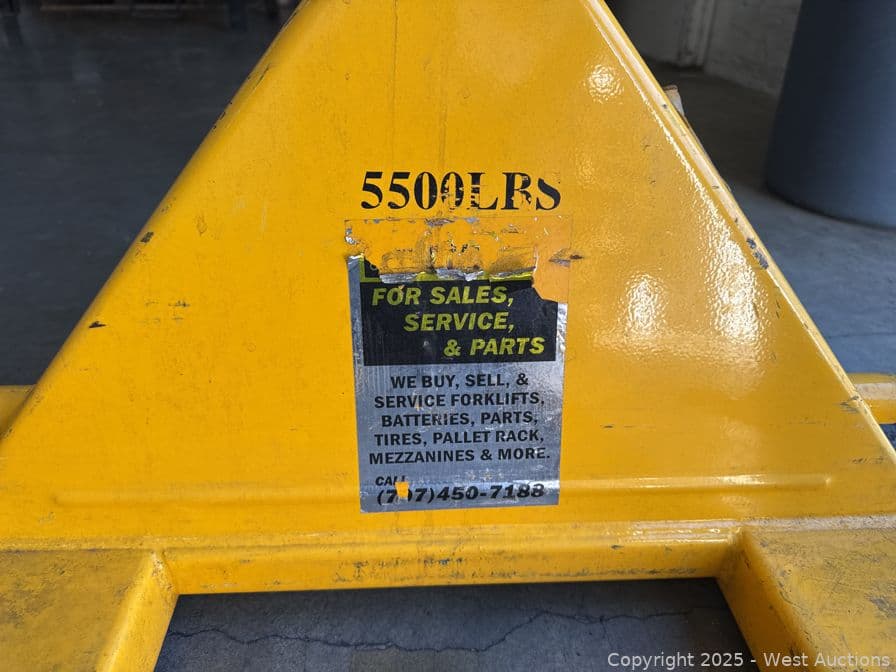 5500LBS
FOR SALES,
SERVICE,
& PARTS
WE BUY, SELL, &
SERVICE FORKLIFTS,
BATTERIES, PARTS,
TIRES, PALLET RACK,
MEZZANINES & MORE.
CALL
(707)450-7188
Copyright 2025 - West Auctions